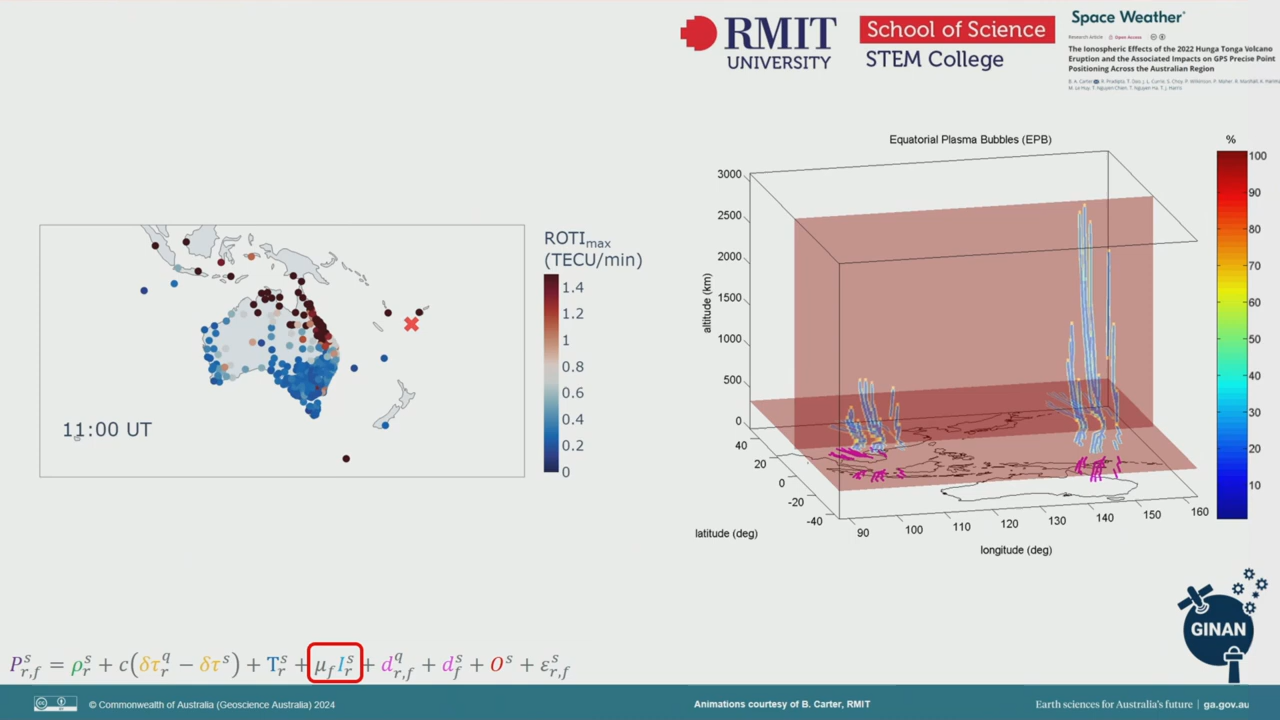 RMIT
UNIVERSITY
School of Science
STEM College
Space Weather
Research Article Open Access
The Ionospheric Effects of the 2022 Hunga Tonga Volcano
Eruption and the Associated Impacts on GPS Precise Point
Positioning Across the Australian Region
ROTImax
(TECU/min)
1.4
1.2
1
0.8
0.6
0.4
0.2
0
11:00 UT
Equatorial Plasma Bubbles (EPB)
altitude (km)
3000
2500
2000
1500
1000
500
0
40
20
0
-20
-40
latitude (deg)
90
100
110
120
130
140
150
160
longitude (deg)
%
100
90
80
70
60
50
40
30
20
10
GINAN
P^s_{r,f} = ρ^s_r + c(δτ^q_r − δτ^s) + T^s_r + μ_f I^s_r + d^q_{r,f} + d^s_f + O^s + ε^s_{r,f}
© Commonwealth of Australia (Geoscience Australia) 2024
Animations courtesy of B. Carter, RMIT
Earth sciences for Australia's future | ga.gov.au